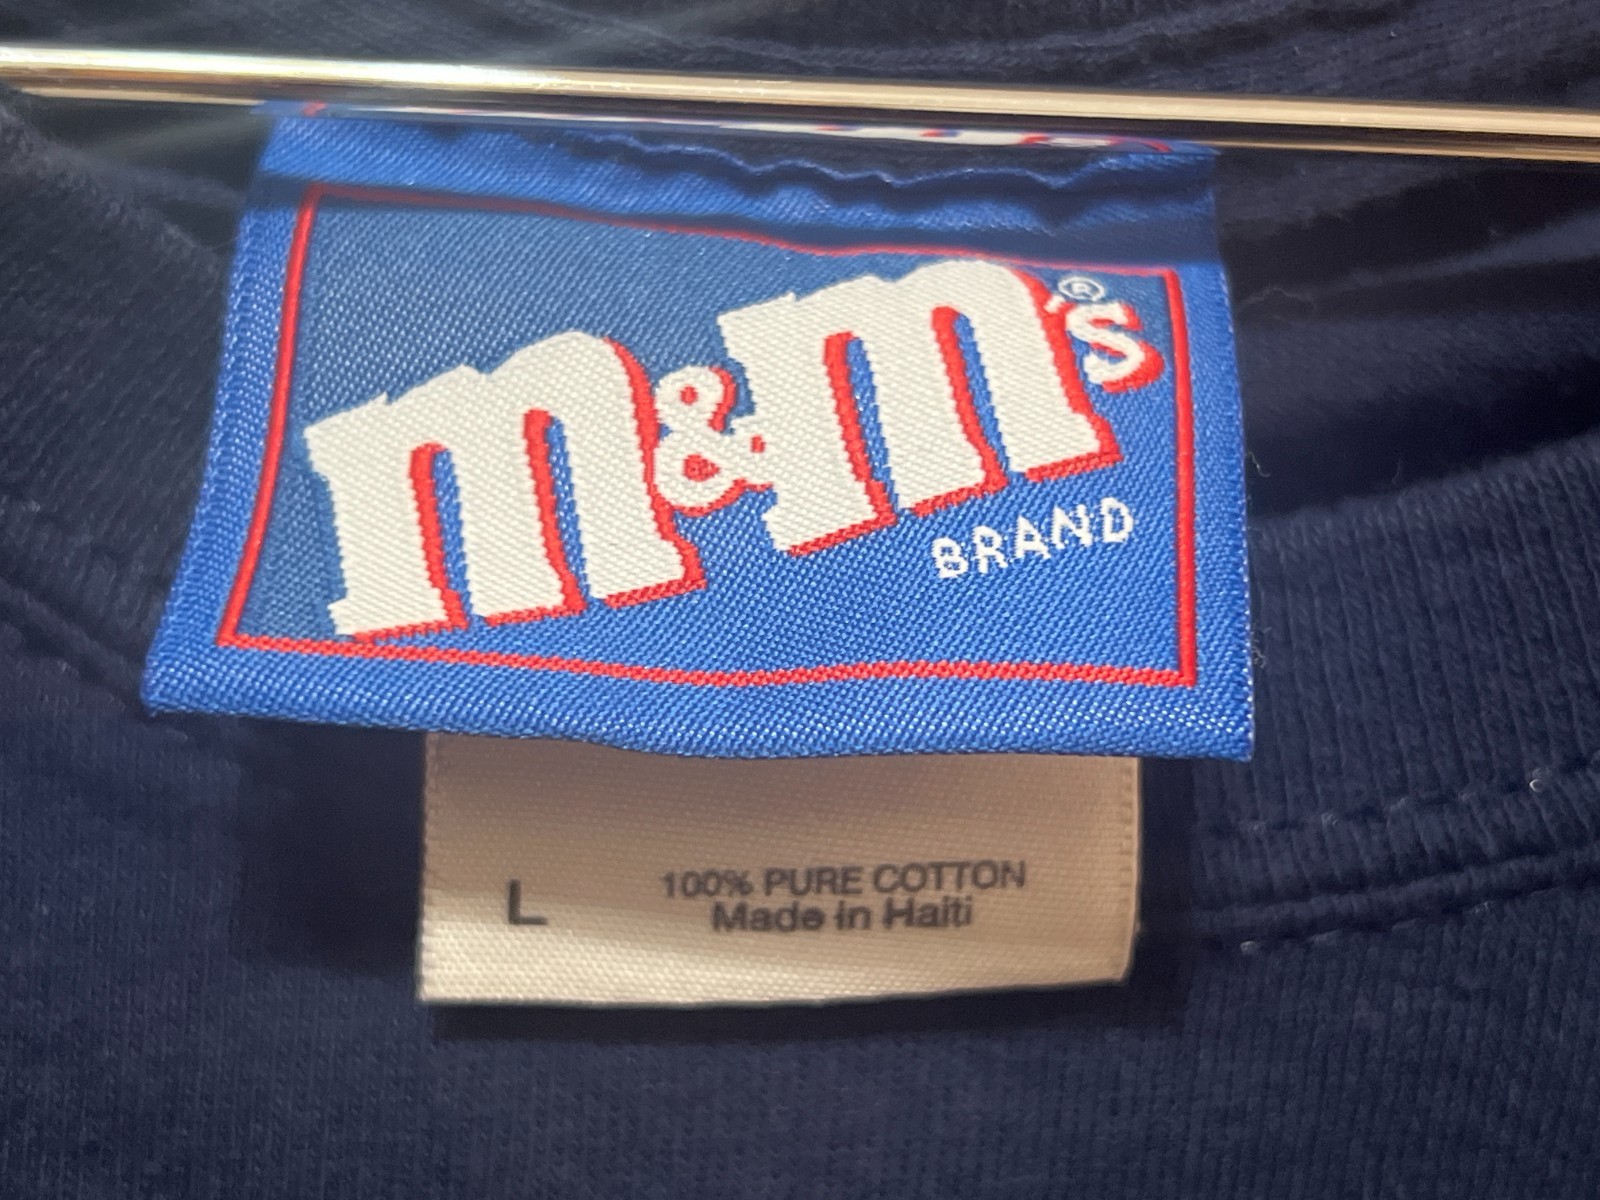 m&m's®
BRAND
L
100% PURE COTTON
Made in Haiti